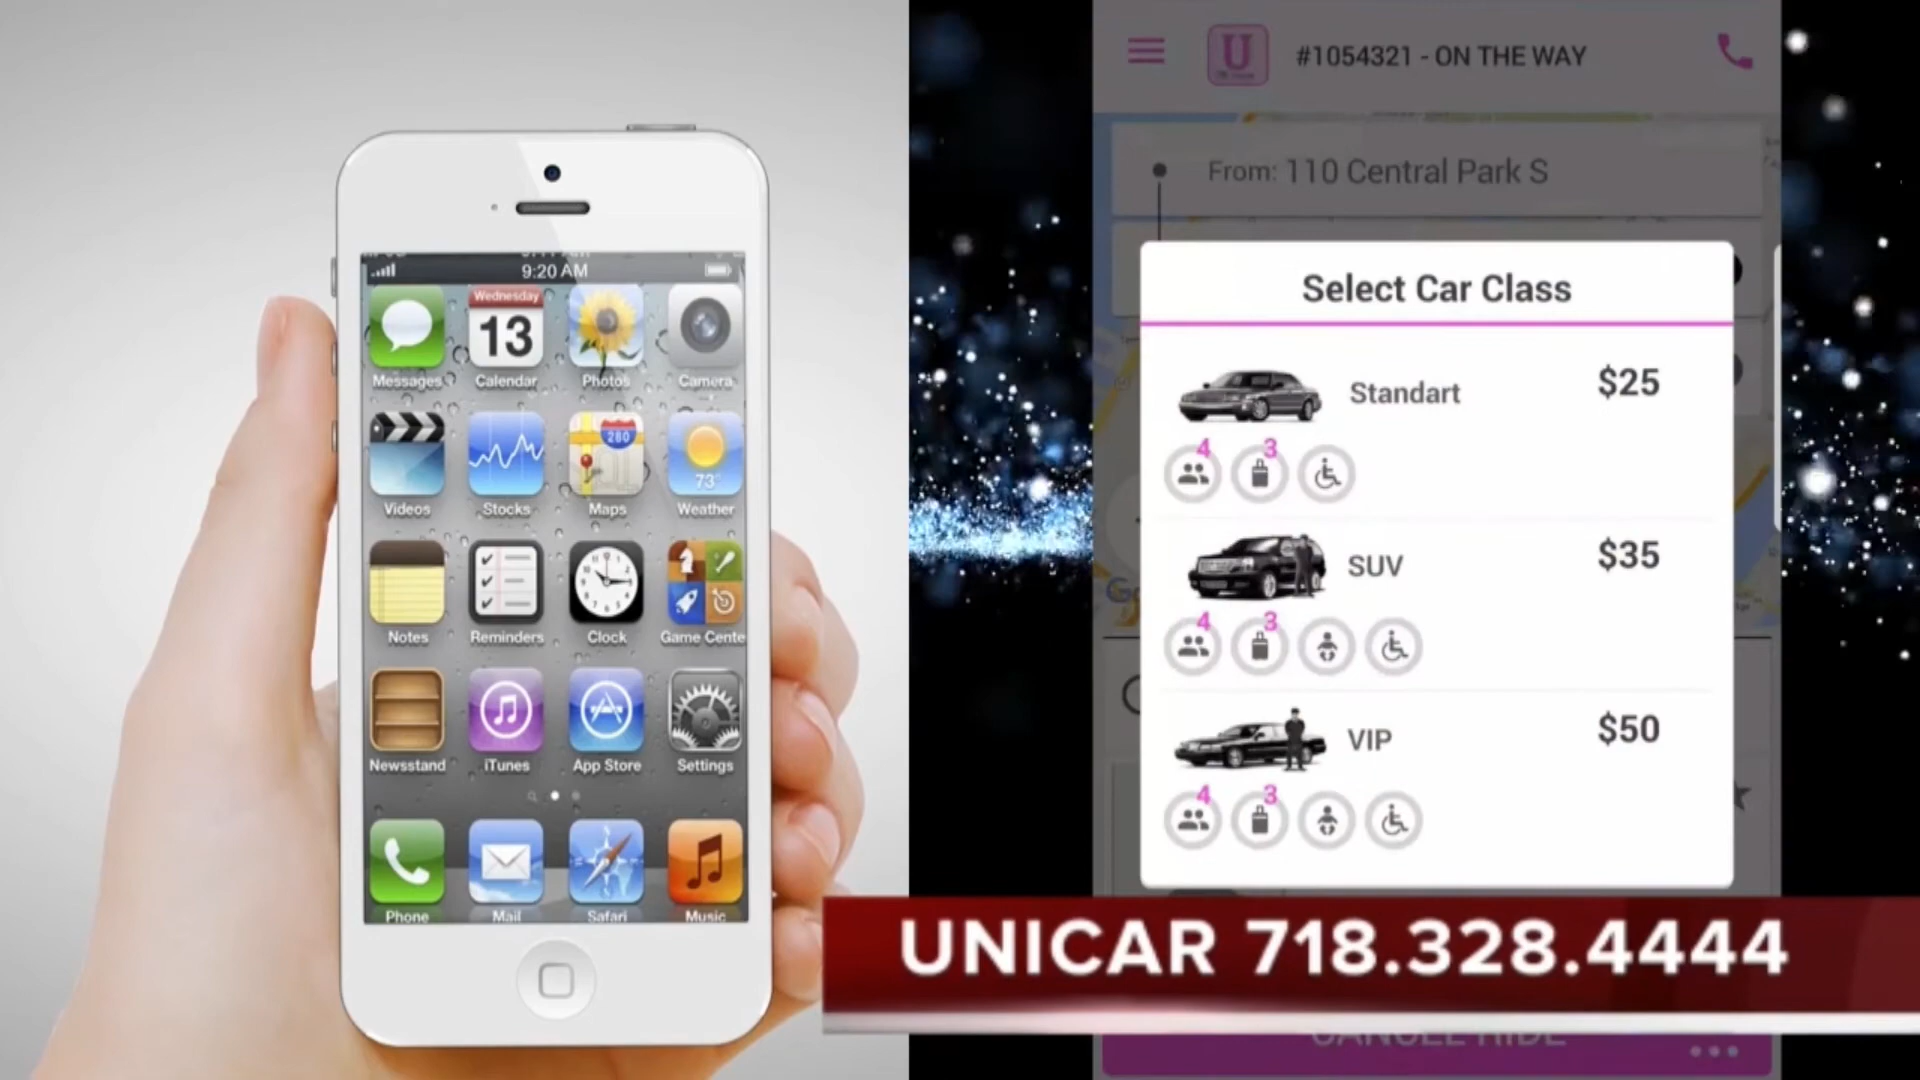 9:20 AM
Wednesday
13
Messages Calendar Photos Camera
280
73°
Videos Stocks Maps Weather
Notes Reminders Clock Game Cente
Newsstand iTunes App Store Settings
Phone Mail Safari Music
U
#1054321 - ON THE WAY
From: 110 Central Park S
Select Car Class
Standart $25
4 3
SUV $35
4 3
VIP $50
4 3
UNICAR 718.328.4444
CANCEL RIDE